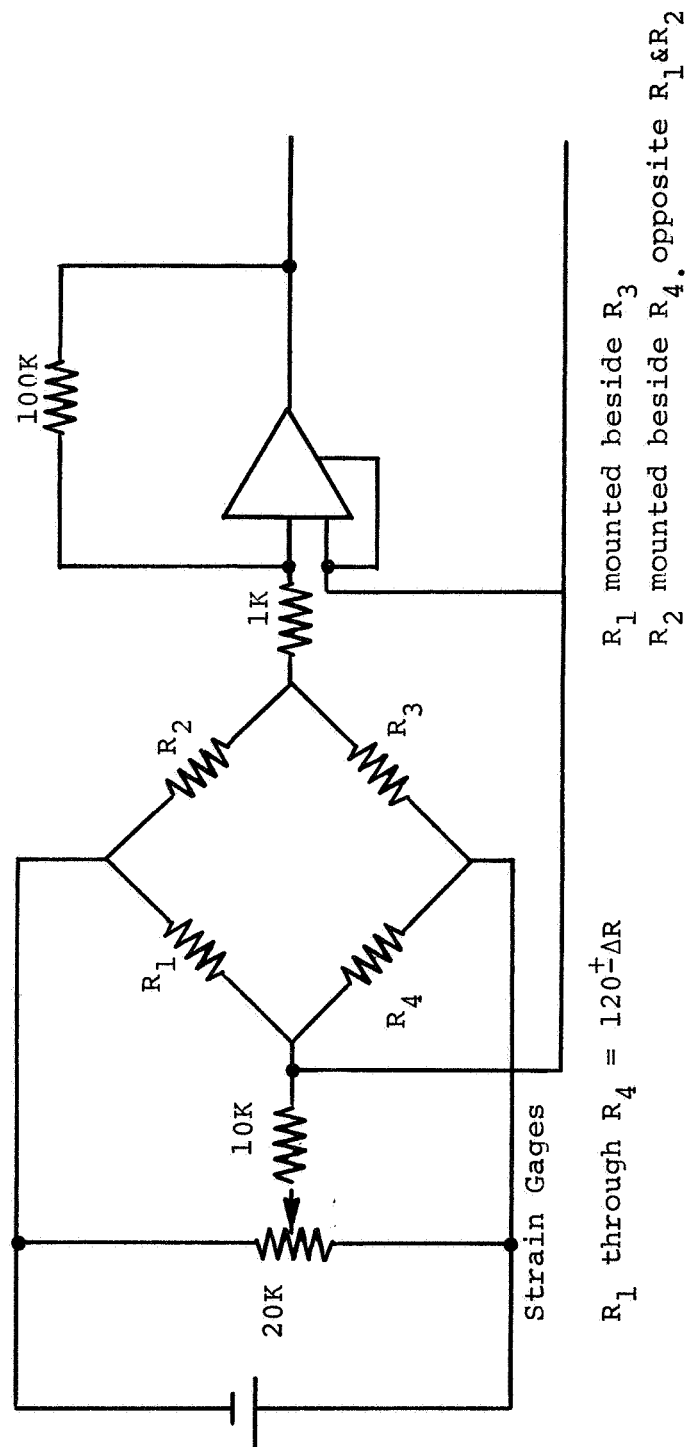 100K
1K
R2
R3
R1
R4
10K
20K
Strain Gages
R1 through R4 = 120±ΔR
R1 mounted beside R3
R2 mounted beside R4. opposite R1&R2